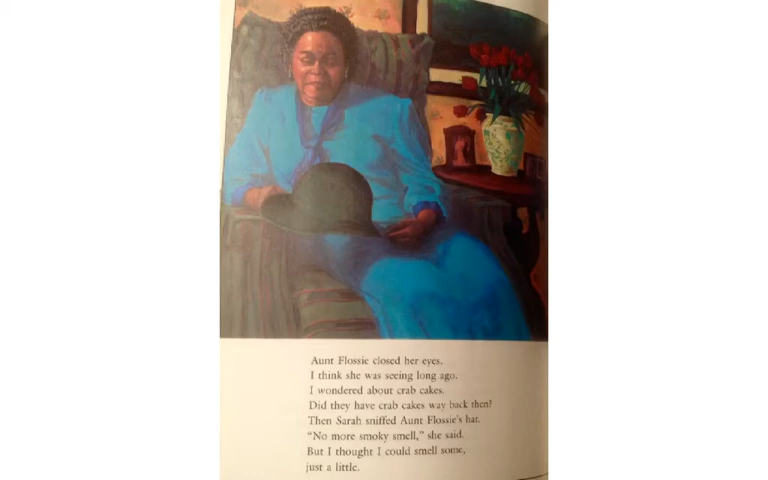 Aunt Flossie closed her eyes.
I think she was seeing long ago.
I wondered about crab cakes.
Did they have crab cakes way back then?
Then Sarah sniffed Aunt Flossie's hat.
"No more smoky smell," she said.
But I thought I could smell some,
just a little.